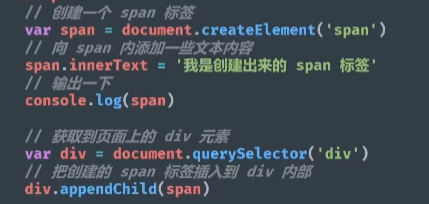 // 创建一个 span 标签
var span = document.createElement('span')
// 向 span 内添加一些文本内容
span.innerText = '我是创建出来的 span 标签'
// 输出一下
console.log(span)
// 获取到页面上的 div 元素
var div = document.querySelector('div')
// 把创建的 span 标签插入到 div 内部
div.appendChild(span)